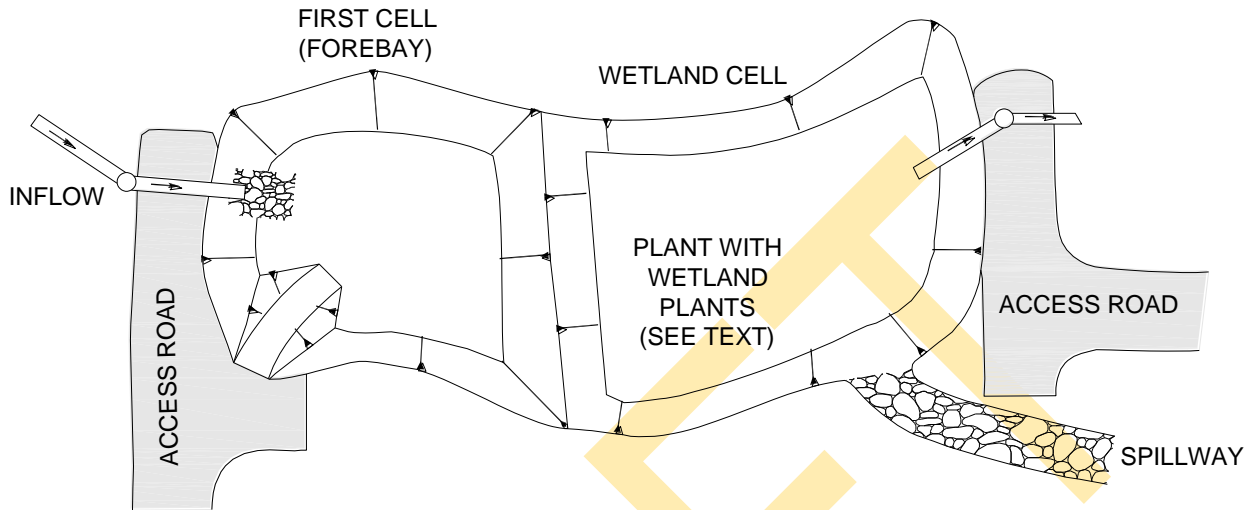 FIRST CELL
(FOREBAY)
WETLAND CELL
INFLOW
PLANT WITH
WETLAND
PLANTS
(SEE TEXT)
ACCESS ROAD
ACCESS ROAD
SPILLWAY